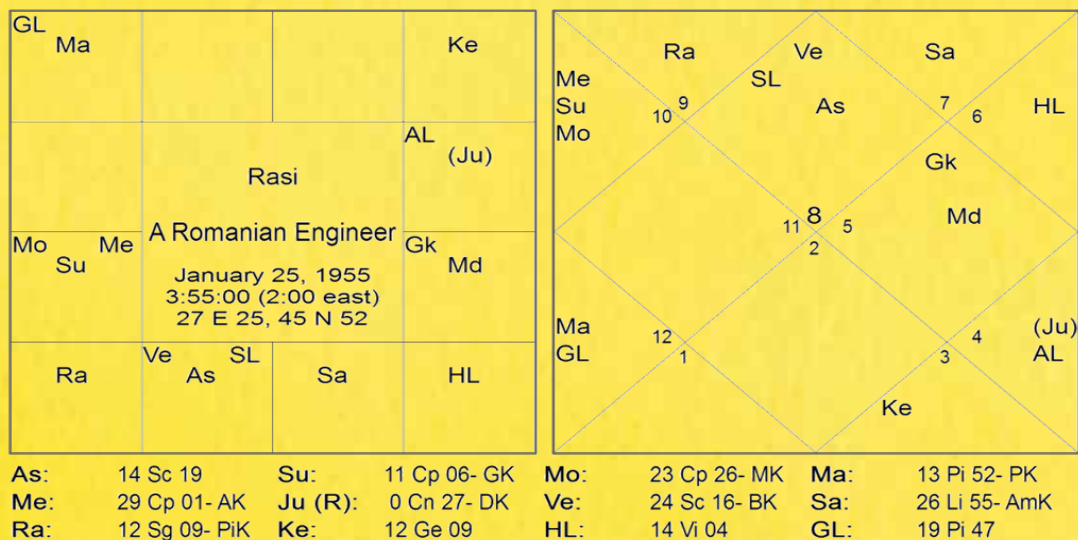 GL
Ma
Ke
AL
(Ju)
Rasi
A Romanian Engineer
Mo Me
Su
January 25, 1955
3:55:00 (2:00 east)
27 E 25, 45 N 52
Gk
Md
Ra
Ve SL
As
Sa
HL
Ra Ve Sa
SL
Me
Su
Mo
As
HL
10 9
7 6
Gk
Md
8
11 5
2
Ma
GL
12
1
4
3
(Ju)
AL
Ke
As: 14 Sc 19 Su: 11 Cp 06- GK Mo: 23 Cp 26- MK Ma: 13 Pi 52- PK
Me: 29 Cp 01- AK Ju (R): 0 Cn 27- DK Ve: 24 Sc 16- BK Sa: 26 Li 55- AmK
Ra: 12 Sg 09- PiK Ke: 12 Ge 09 HL: 14 Vi 04 GL: 19 Pi 47